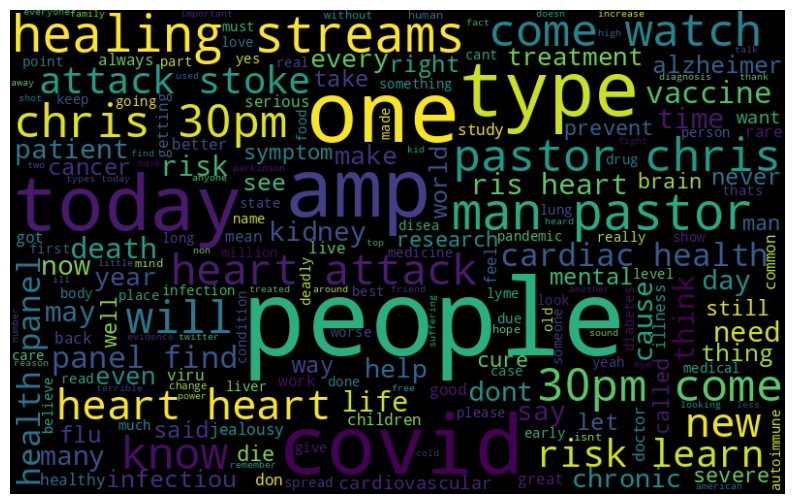 important everyone family without human fact doesn increase high talk
healing streams must love yes real come watch
point always part every right treatment alzheimer
away used attack stoke take something diagnosis thank
shot keep going serious food made type vaccine
chris 30pm getting one study prevent time want
patient find better symptom person rare
two types today cancer risk make world pastor chris
mask kid drug fight
anyone parkinson see ris heart brain never
today name state amp man pastor lung thats man
got long mean kidney disea heard pandemic really show
first death non live research cardiac health common
little mind million top medicine feel level
now year ill heart attack mental day
body place infection deadly treated around best friend lyme look another
health panel may will well back condition people due hope old someone suffering sound cause diabetes illness think still need thing
number evidence twitter worse case yeah medical
care panel find way help cure called
reason read even viru liver work done good dont 30pm come
believe change power terrible free please
heart heart life say let looking less
much children early isnt doctor new
flu said jealousy know covid risk learn
many die give great
healthy infectiou don spread cardiovascular chronic severe
remember cold american autoimmune